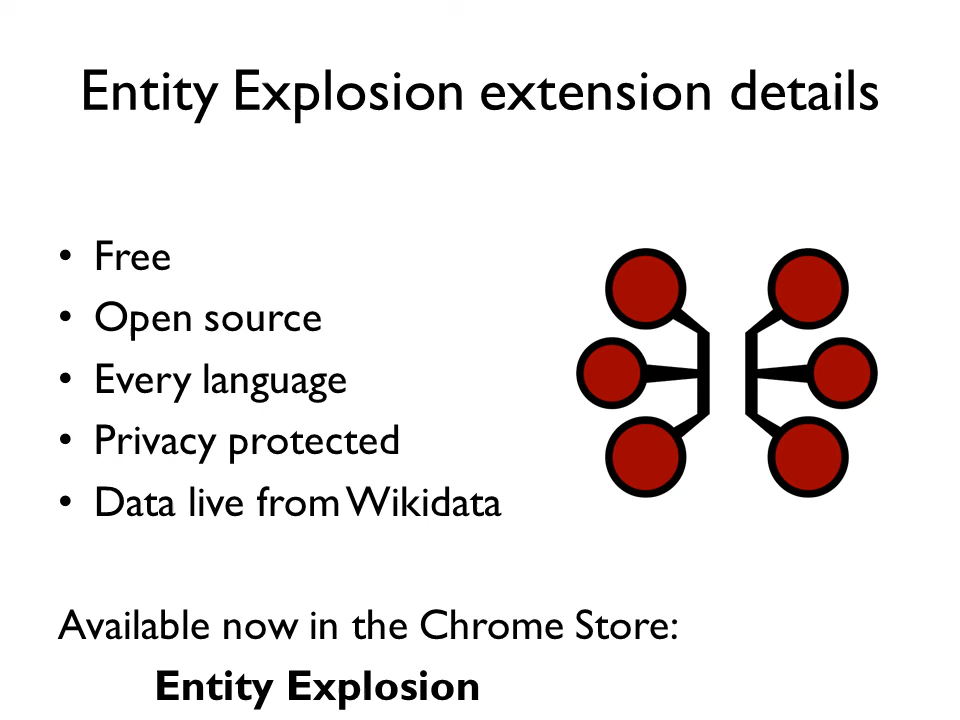 Entity Explosion extension details
• Free
• Open source
• Every language
• Privacy protected
• Data live from Wikidata
Available now in the Chrome Store:
Entity Explosion